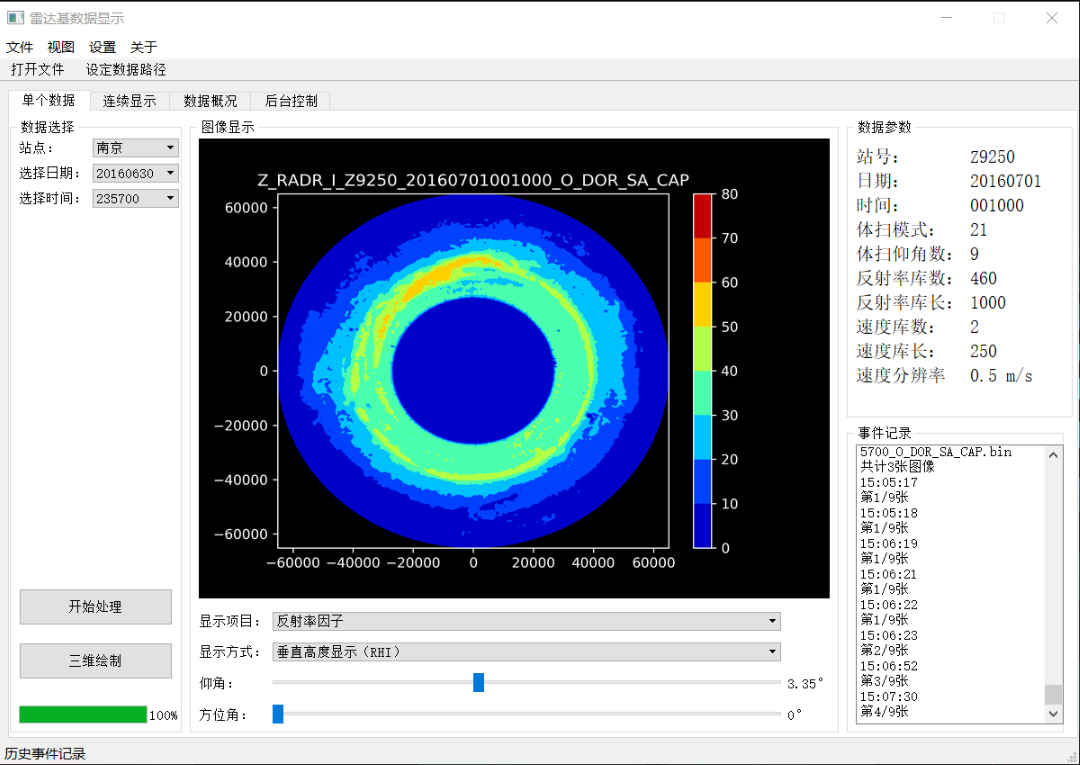 雷达基数据显示
文件 视图 设置 关于
打开文件 设定数据路径
单个数据 连续显示 数据概况 后台控制
数据选择
站点: 南京
选择日期: 20160630
选择时间: 235700
开始处理
三维绘制
100%
图像显示
Z_RADR_I_Z9250_20160701001000_O_DOR_SA_CAP
60000
40000
20000
0
−20000
−40000
−60000
−60000 −40000 −20000 0 20000 40000 60000
80
70
60
50
40
30
20
10
0
显示项目: 反射率因子
显示方式: 垂直高度显示（RHI）
仰角: 3.35°
方位角: 0°
数据参数
站号: Z9250
日期: 20160701
时间: 001000
体扫模式: 21
体扫仰角数: 9
反射率库数: 460
反射率库长: 1000
速度库数: 2
速度库长: 250
速度分辨率 0.5 m/s
事件记录
5700_O_DOR_SA_CAP.bin
共计3张图像
15:05:17
第1/9张
15:05:18
第1/9张
15:06:19
第1/9张
15:06:21
第1/9张
15:06:22
第1/9张
15:06:23
第2/9张
15:06:52
第3/9张
15:07:30
第4/9张
历史事件记录